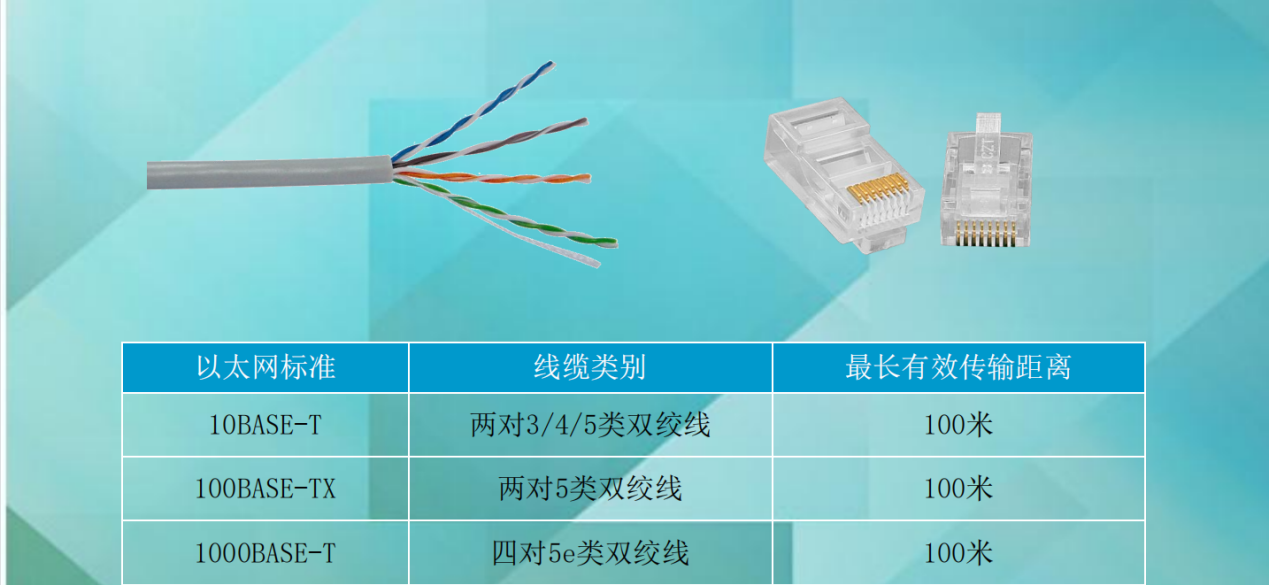 以太网标准 线缆类别 最长有效传输距离
10BASE-T 两对3/4/5类双绞线 100米
100BASE-TX 两对5类双绞线 100米
1000BASE-T 四对5e类双绞线 100米